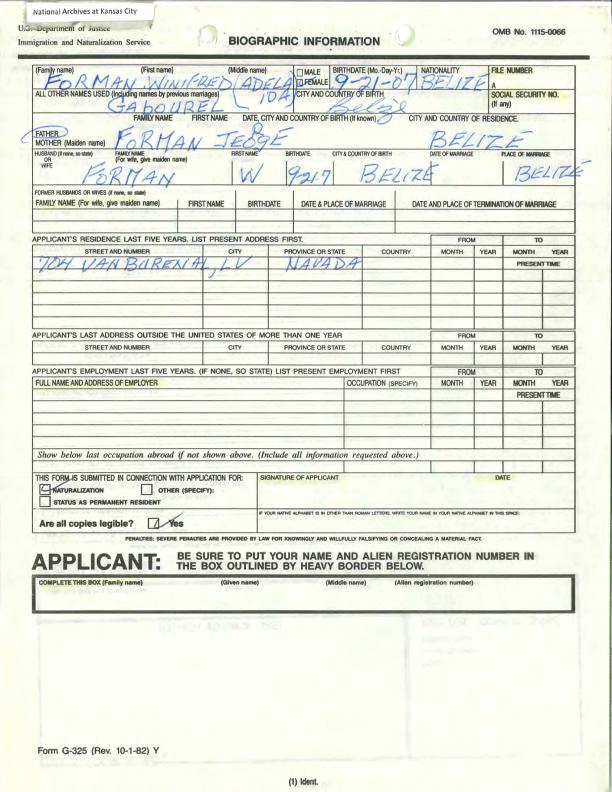 National Archives at Kansas City
U.S. Department of Justice
Immigration and Naturalization Service
BIOGRAPHIC INFORMATION
OMB No. 1115-0066
(Family name) (First name) (Middle name) MALE FEMALE BIRTHDATE (Mo.-Day-Yr.) NATIONALITY FILE NUMBER
FORMAN WINIFRED ADELA 9-21-07 BELIZE A
IDA
ALL OTHER NAMES USED (Including names by previous marriages) CITY AND COUNTRY OF BIRTH SOCIAL SECURITY NO. (If any)
GABOUREL Belize
FAMILY NAME FIRST NAME DATE, CITY AND COUNTRY OF BIRTH (If known) CITY AND COUNTRY OF RESIDENCE.
FATHER
MOTHER (Maiden name) FORMAN BELIZE
HUSBAND (If none, so state) OR WIFE FAMILY NAME (For wife, give maiden name) FIRST NAME BIRTHDATE CITY & COUNTRY OF BIRTH DATE OF MARRIAGE PLACE OF MARRIAGE
FORMAN W 9217 BELIZE BELIZE
FORMER HUSBANDS OR WIVES (If none, so state)
FAMILY NAME (For wife, give maiden name) FIRST NAME BIRTHDATE DATE & PLACE OF MARRIAGE DATE AND PLACE OF TERMINATION OF MARRIAGE
APPLICANT'S RESIDENCE LAST FIVE YEARS. LIST PRESENT ADDRESS FIRST. FROM TO
STREET AND NUMBER CITY PROVINCE OR STATE COUNTRY MONTH YEAR MONTH YEAR
704 VAN BUREN AL, LV NAVADA PRESENT TIME
APPLICANT'S LAST ADDRESS OUTSIDE THE UNITED STATES OF MORE THAN ONE YEAR FROM TO
STREET AND NUMBER CITY PROVINCE OR STATE COUNTRY MONTH YEAR MONTH YEAR
APPLICANT'S EMPLOYMENT LAST FIVE YEARS. (IF NONE, SO STATE) LIST PRESENT EMPLOYMENT FIRST FROM TO
FULL NAME AND ADDRESS OF EMPLOYER OCCUPATION (SPECIFY) MONTH YEAR MONTH YEAR
PRESENT TIME
Show below last occupation abroad if not shown above. (Include all information requested above.)
THIS FORM IS SUBMITTED IN CONNECTION WITH APPLICATION FOR: SIGNATURE OF APPLICANT DATE
NATURALIZATION OTHER (SPECIFY):
STATUS AS PERMANENT RESIDENT
IF YOUR NATIVE ALPHABET IS IN OTHER THAN ROMAN LETTERS, WRITE YOUR NAME IN YOUR NATIVE ALPHABET IN THIS SPACE:
Are all copies legible? Yes
PENALTIES: SEVERE PENALTIES ARE PROVIDED BY LAW FOR KNOWINGLY AND WILLFULLY FALSIFYING OR CONCEALING A MATERIAL FACT.
APPLICANT: BE SURE TO PUT YOUR NAME AND ALIEN REGISTRATION NUMBER IN
THE BOX OUTLINED BY HEAVY BORDER BELOW.
COMPLETE THIS BOX (Family name) (Given name) (Middle name) (Alien registration number)
Form G-325 (Rev. 10-1-82) Y
(1) Ident.